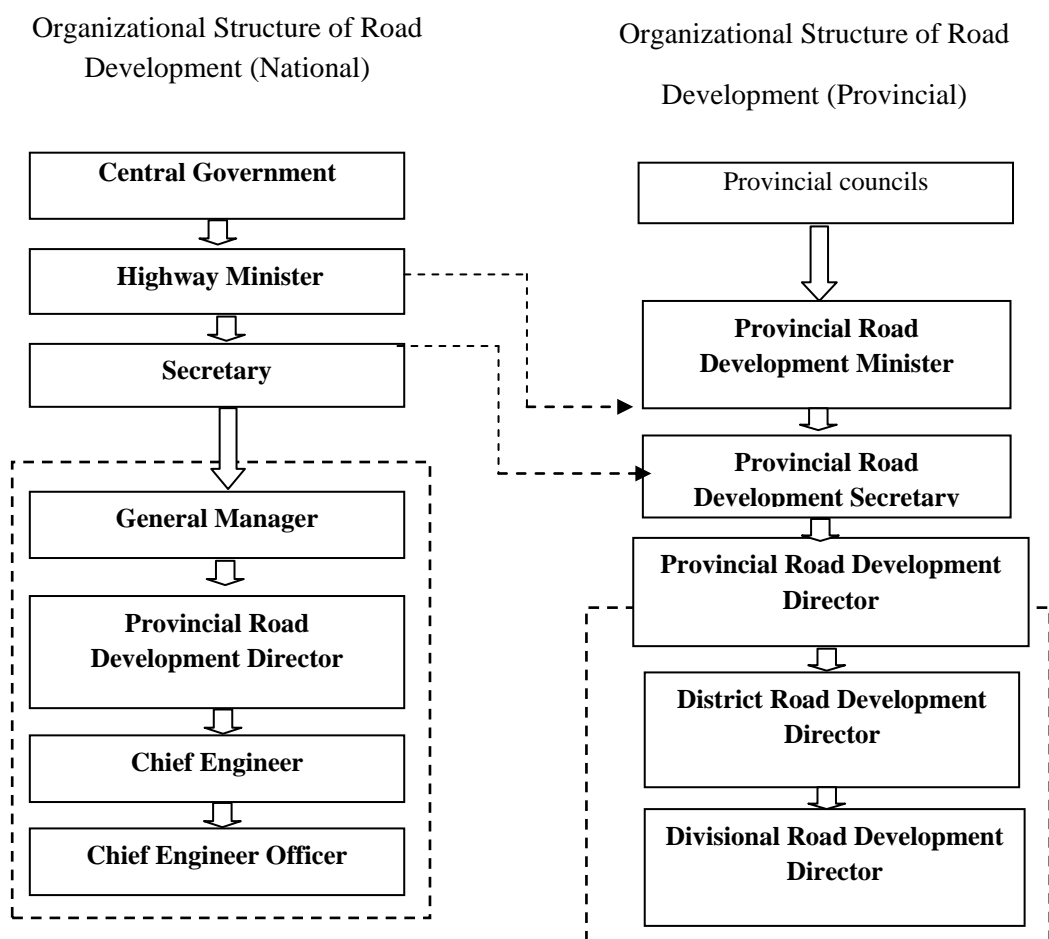 Organizational Structure of Road
Development (National)
Central Government
Highway Minister
Secretary
General Manager
Provincial Road
Development Director
Chief Engineer
Chief Engineer Officer
Organizational Structure of Road
Development (Provincial)
Provincial councils
Provincial Road
Development Minister
Provincial Road
Development Secretary
Provincial Road Development
Director
District Road Development
Director
Divisional Road Development
Director